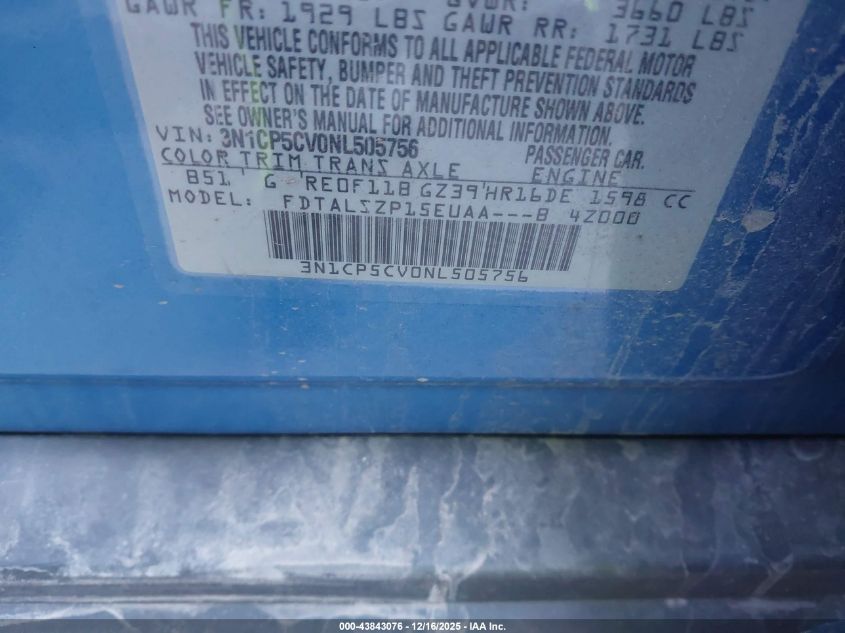 GAWR FR: 1929 LBS GVWR: 3660 LBS
GAWR RR: 1731 LBS
THIS VEHICLE CONFORMS TO ALL APPLICABLE FEDERAL MOTOR
VEHICLE SAFETY, BUMPER AND THEFT PREVENTION STANDARDS
IN EFFECT ON THE DATE OF MANUFACTURE SHOWN ABOVE.
SEE OWNER'S MANUAL FOR ADDITIONAL INFORMATION.
VIN: 3N1CP5CV0NL505756 PASSENGER CAR.
COLOR TRIM TRANS AXLE ENGINE
B51 G RE0F11B GZ39 HR16DE 1598 CC
MODEL: FDTALSZP15EUAA---B 4Z000
3N1CP5CV0NL505756
000-43843076 - 12/16/2025 - IAA Inc.